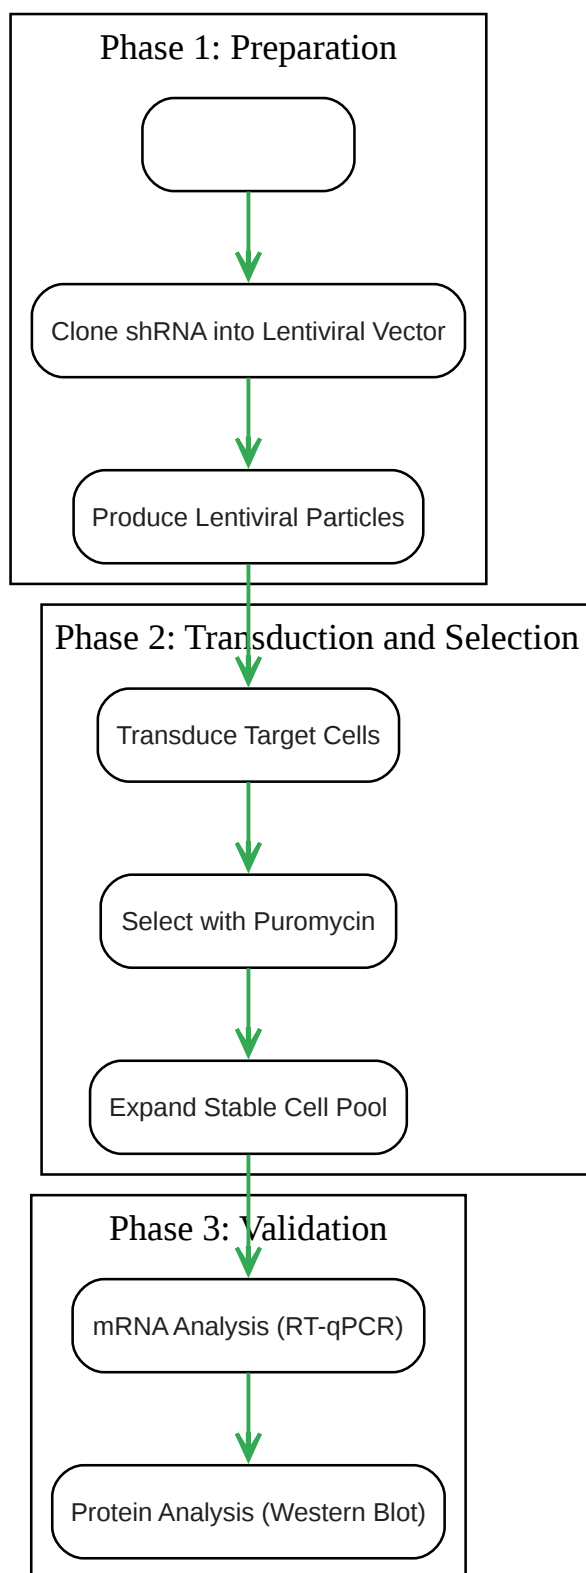 Phase 1: Preparation
Clone shRNA into Lentiviral Vector
Produce Lentiviral Particles
Phase 2: Transduction and Selection
Transduce Target Cells
Select with Puromycin
Expand Stable Cell Pool
Phase 3: Validation
mRNA Analysis (RT-qPCR)
Protein Analysis (Western Blot)